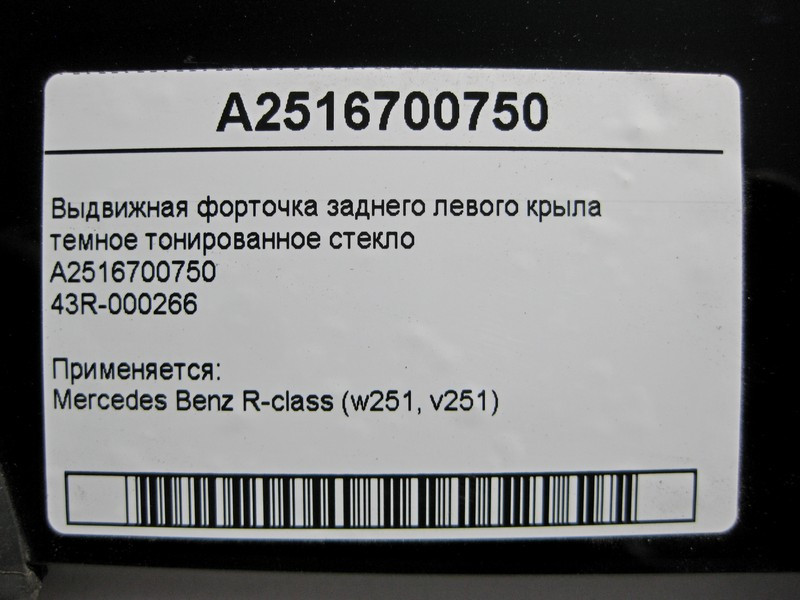 A2516700750
Выдвижная форточка заднего левого крыла
темное тонированное стекло
A2516700750
43R-000266
Применяется:
Mercedes Benz R-class (w251, v251)